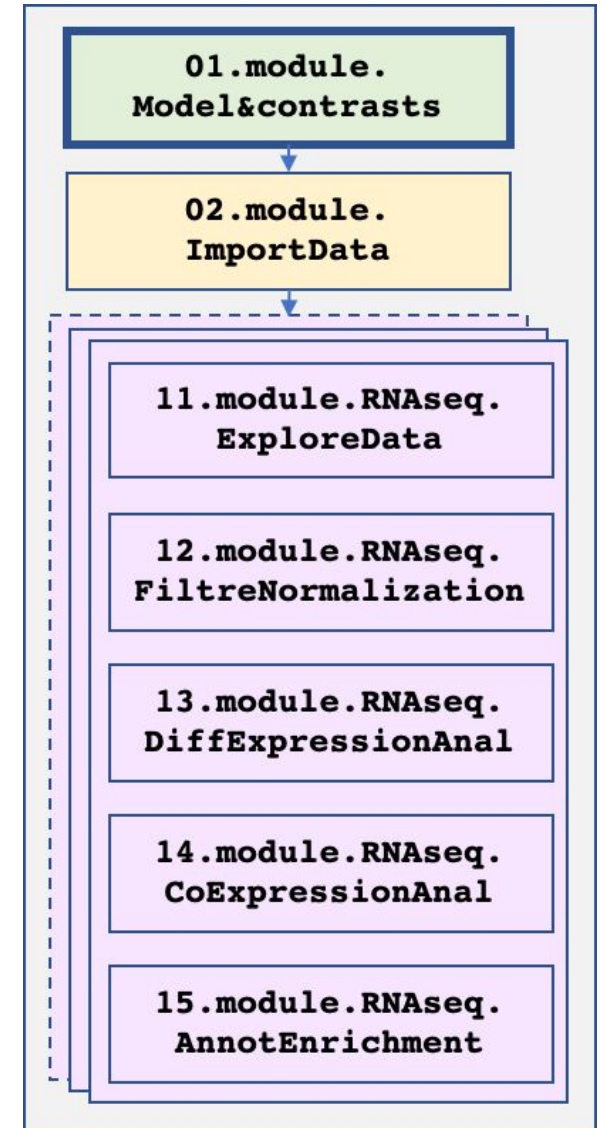 01.module.
Model&contrasts
02.module.
ImportData
11.module.RNAseq.
ExploreData
12.module.RNAseq.
FiltreNormalization
13.module.RNAseq.
DiffExpressionAnal
14.module.RNAseq.
CoExpressionAnal
15.module.RNAseq.
AnnotEnrichment